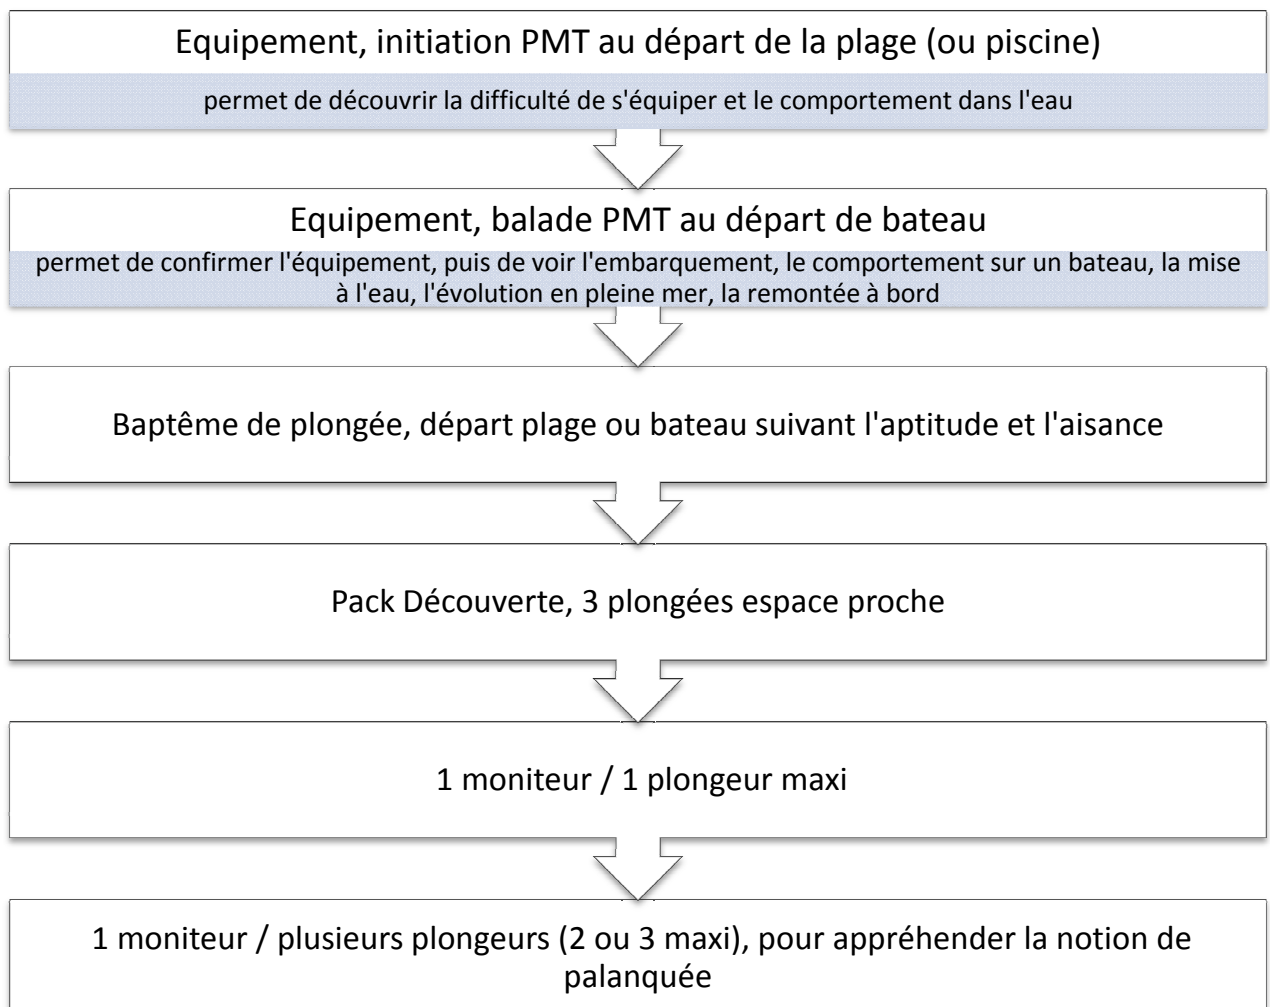 Equipement, initiation PMT au départ de la plage (ou piscine)
permet de découvrir la difficulté de s'équiper et le comportement dans l'eau
Equipement, balade PMT au départ de bateau
permet de confirmer l'équipement, puis de voir l'embarquement, le comportement sur un bateau, la mise
à l'eau, l'évolution en pleine mer, la remontée à bord
Baptême de plongée, départ plage ou bateau suivant l'aptitude et l'aisance
Pack Découverte, 3 plongées espace proche
1 moniteur / 1 plongeur maxi
1 moniteur / plusieurs plongeurs (2 ou 3 maxi), pour appréhender la notion de
palanquée